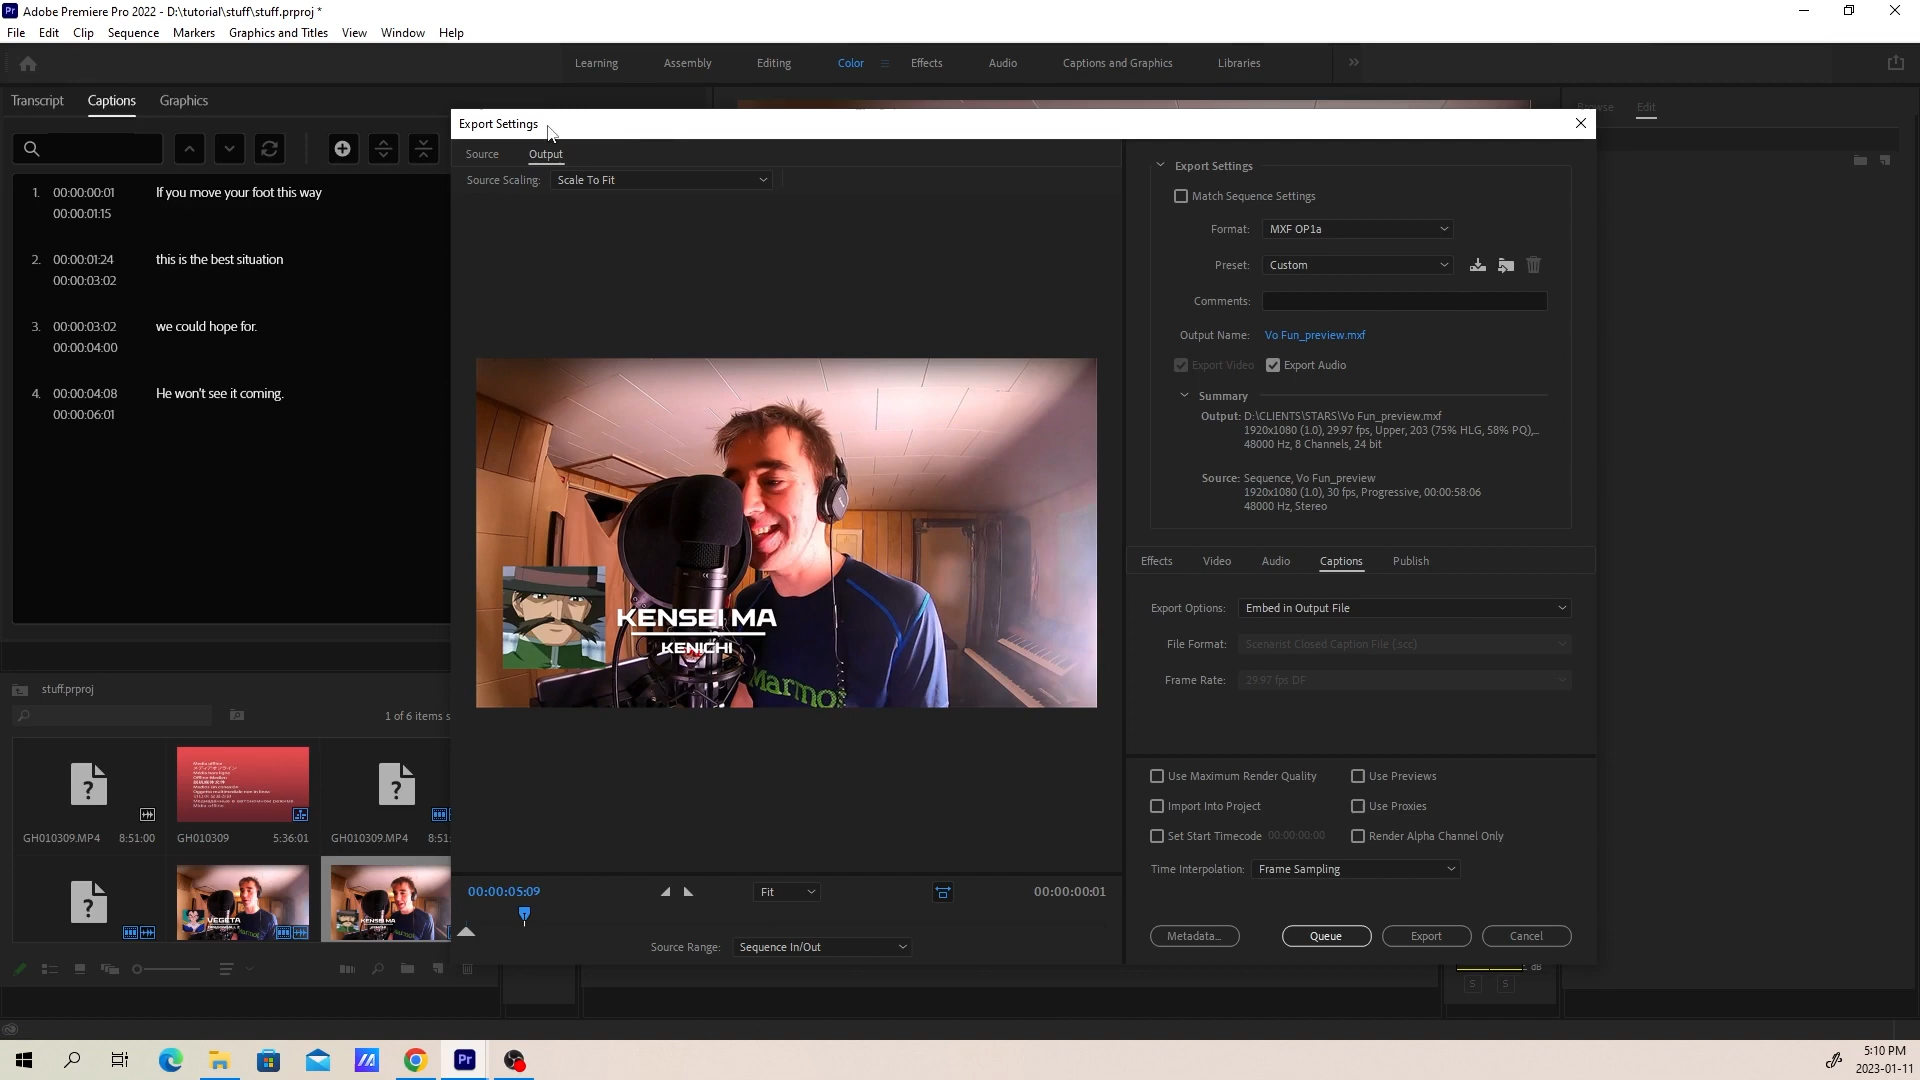 Adobe Premiere Pro 2022 - D:\tutorial\stuff\stuff.prproj *
File Edit Clip Sequence Markers Graphics and Titles View Window Help
Learning Assembly Editing Color Effects Audio Captions and Graphics Libraries
Transcript Captions Graphics
Browse Edit
1. 00:00:00:01 If you move your foot this way
00:00:01:15
2. 00:00:01:24 this is the best situation
00:00:03:02
3. 00:00:03:02 we could hope for.
00:00:04:00
4. 00:00:04:08 He won't see it coming.
00:00:06:01
stuff.prproj
1 of 6 items s
GH010309.MP4 8:51:00
GH010309 5:36:01
GH010309.MP4 8:51:
VEGETA
KENSEI MA
Export Settings
Source Output
Source Scaling: Scale To Fit
KENSEI MA
KENICHI
Marmot
00:00:05:09 Fit 00:00:00:01
Source Range: Sequence In/Out
Export Settings
Match Sequence Settings
Format: MXF OP1a
Preset: Custom
Comments:
Output Name: Vo Fun_preview.mxf
Export Video Export Audio
Summary
Output: D:\CLIENTS\STARS\Vo Fun_preview.mxf
1920x1080 (1.0), 29.97 fps, Upper, 203 (75% HLG, 58% PQ),...
48000 Hz, 8 Channels, 24 bit
Source: Sequence, Vo Fun_preview
1920x1080 (1.0), 30 fps, Progressive, 00:00:58:06
48000 Hz, Stereo
Effects Video Audio Captions Publish
Export Options: Embed in Output File
File Format: Scenarist Closed Caption File (.scc)
Frame Rate: 29.97 fps DF
Use Maximum Render Quality Use Previews
Import Into Project Use Proxies
Set Start Timecode 00:00:00:00 Render Alpha Channel Only
Time Interpolation: Frame Sampling
Metadata... Queue Export Cancel
dB
S S
5:10 PM
2023-01-11